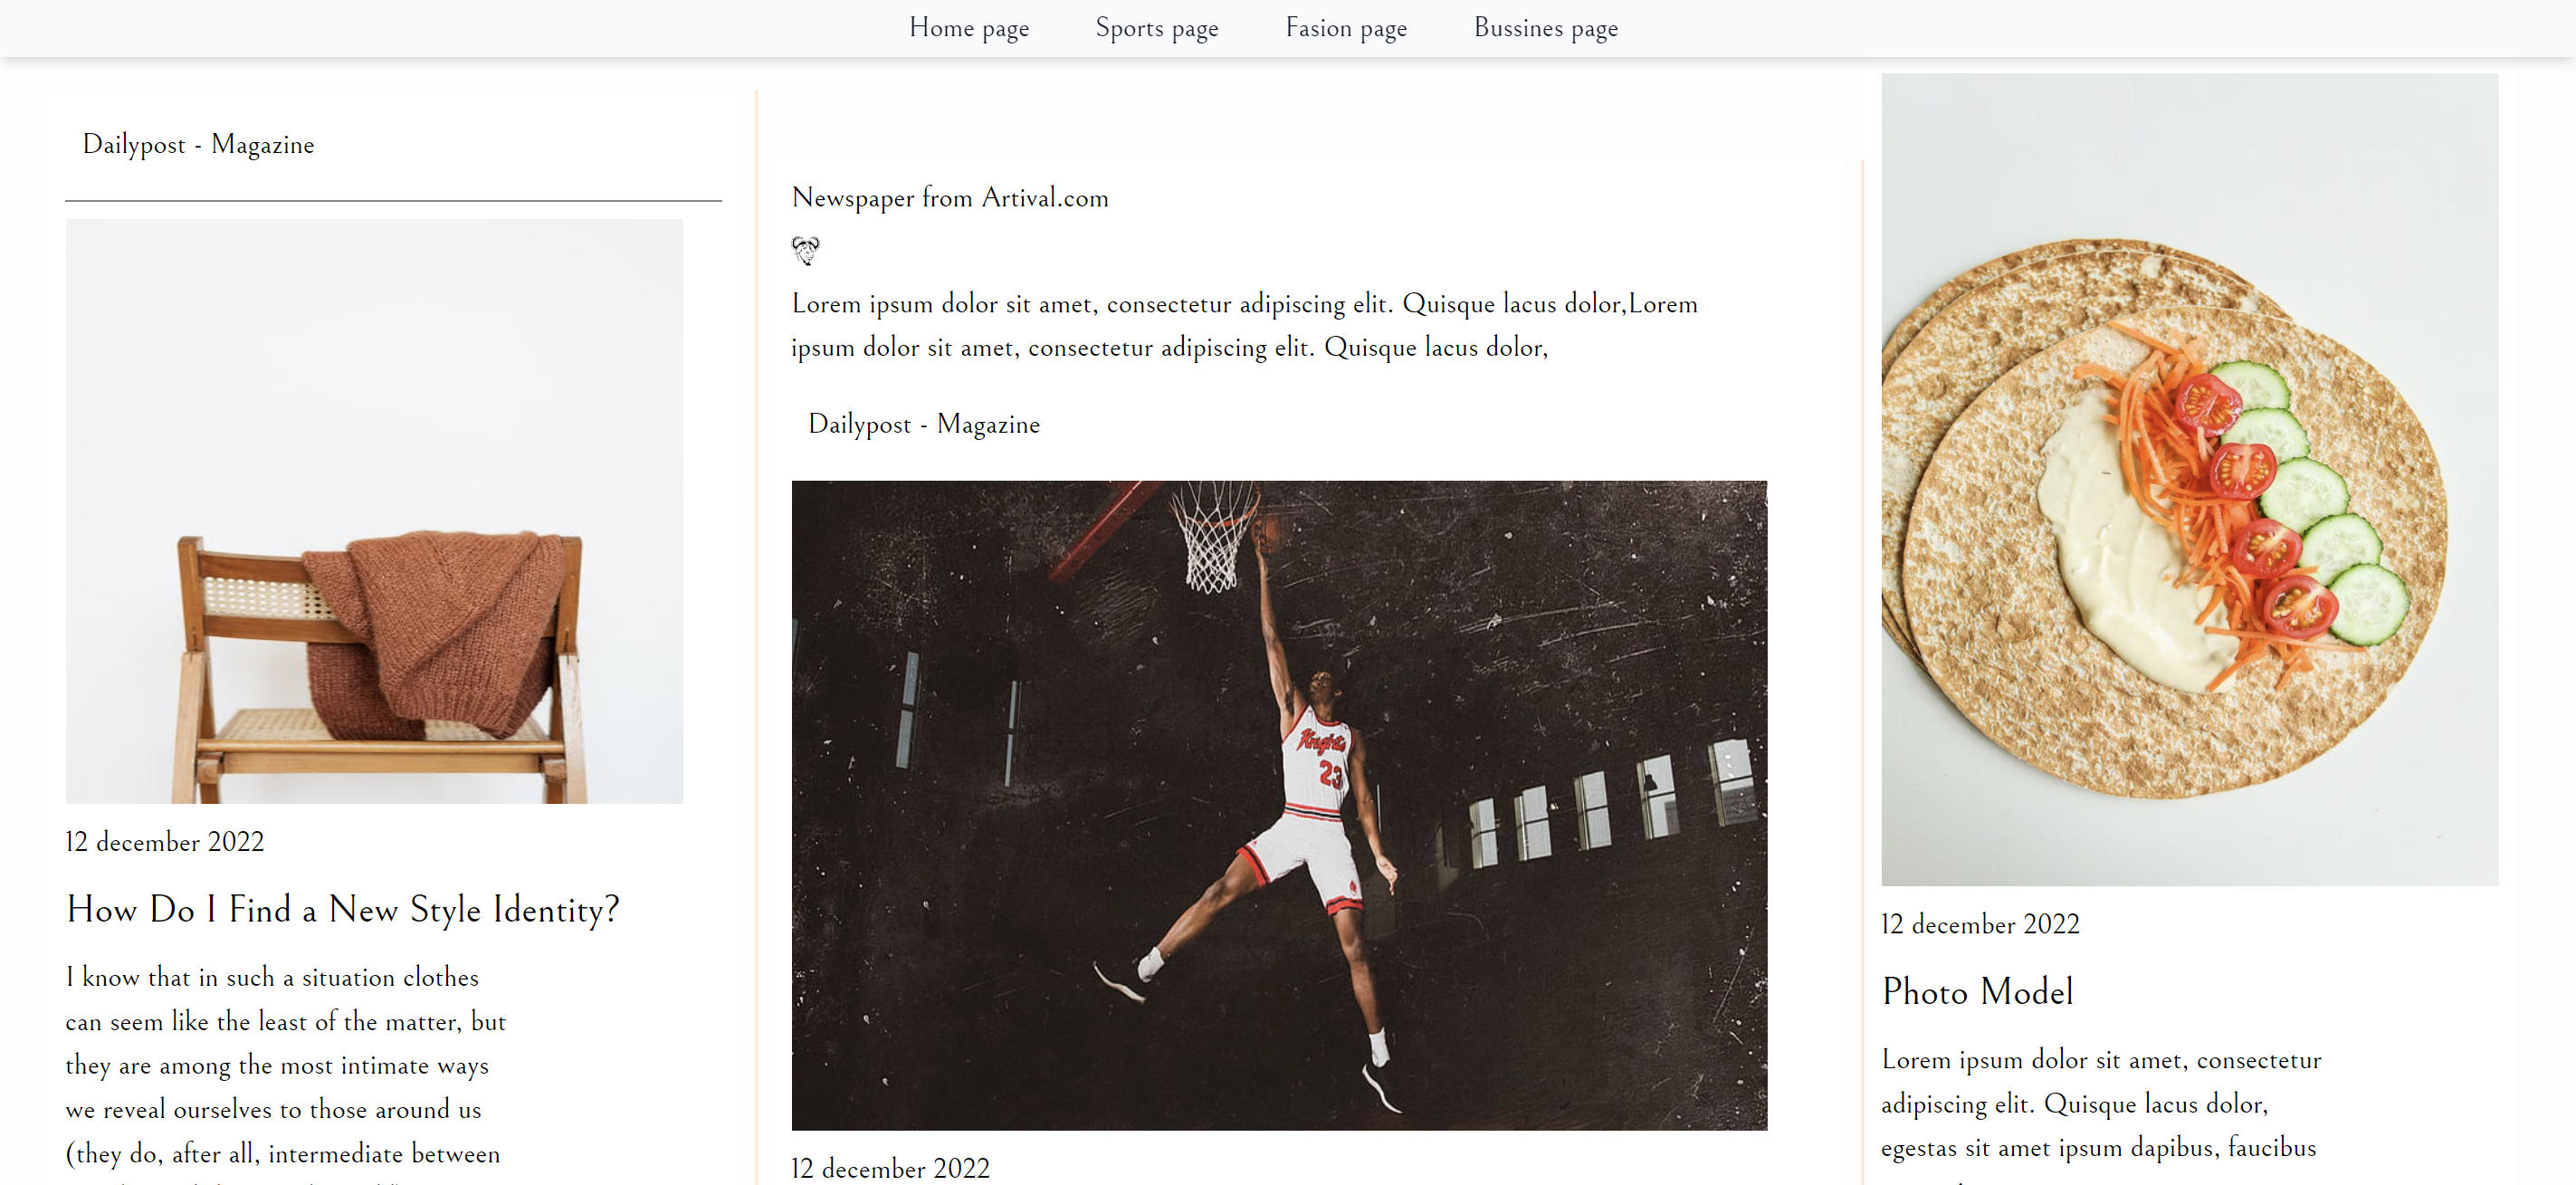 Home page
Sports page
Fasion page
Bussines page
Dailypost - Magazine
12 december 2022
How Do I Find a New Style Identity?
I know that in such a situation clothes
can seem like the least of the matter, but
they are among the most intimate ways
we reveal ourselves to those around us
(they do, after all, intermediate between
Newspaper from Artival.com
Lorem ipsum dolor sit amet, consectetur adipiscing elit. Quisque lacus dolor,Lorem
ipsum dolor sit amet, consectetur adipiscing elit. Quisque lacus dolor,
Dailypost - Magazine
Knights
23
12 december 2022
12 december 2022
Photo Model
Lorem ipsum dolor sit amet, consectetur
adipiscing elit. Quisque lacus dolor,
egestas sit amet ipsum dapibus, faucibus